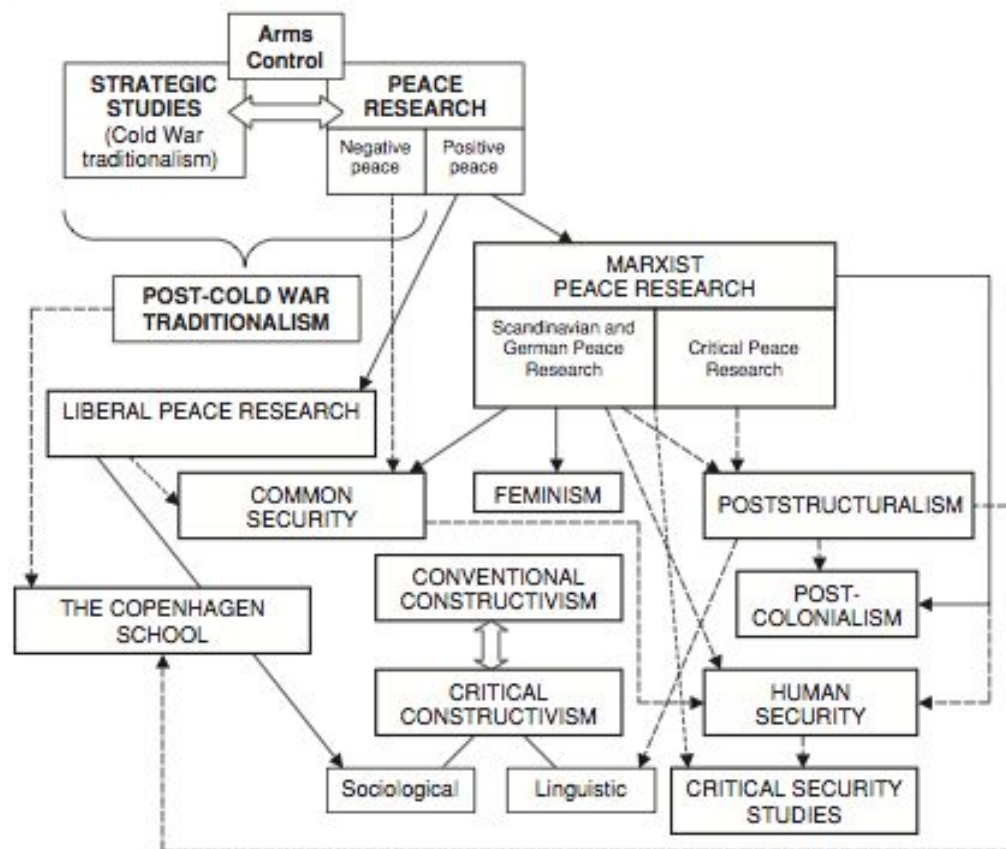 Arms
Control
STRATEGIC
STUDIES
(Cold War
traditionalism)
PEACE
RESEARCH
Negative
peace
Positive
peace
MARXIST
PEACE RESEARCH
Scandinavian and
German Peace
Research
Critical Peace
Research
POST-COLD WAR
TRADITIONALISM
LIBERAL PEACE RESEARCH
COMMON
SECURITY
FEMINISM
POSTSTRUCTURALISM
CONVENTIONAL
CONSTRUCTIVISM
POST-
COLONIALISM
THE COPENHAGEN
SCHOOL
CRITICAL
CONSTRUCTIVISM
HUMAN
SECURITY
Sociological
Linguistic
CRITICAL SECURITY
STUDIES